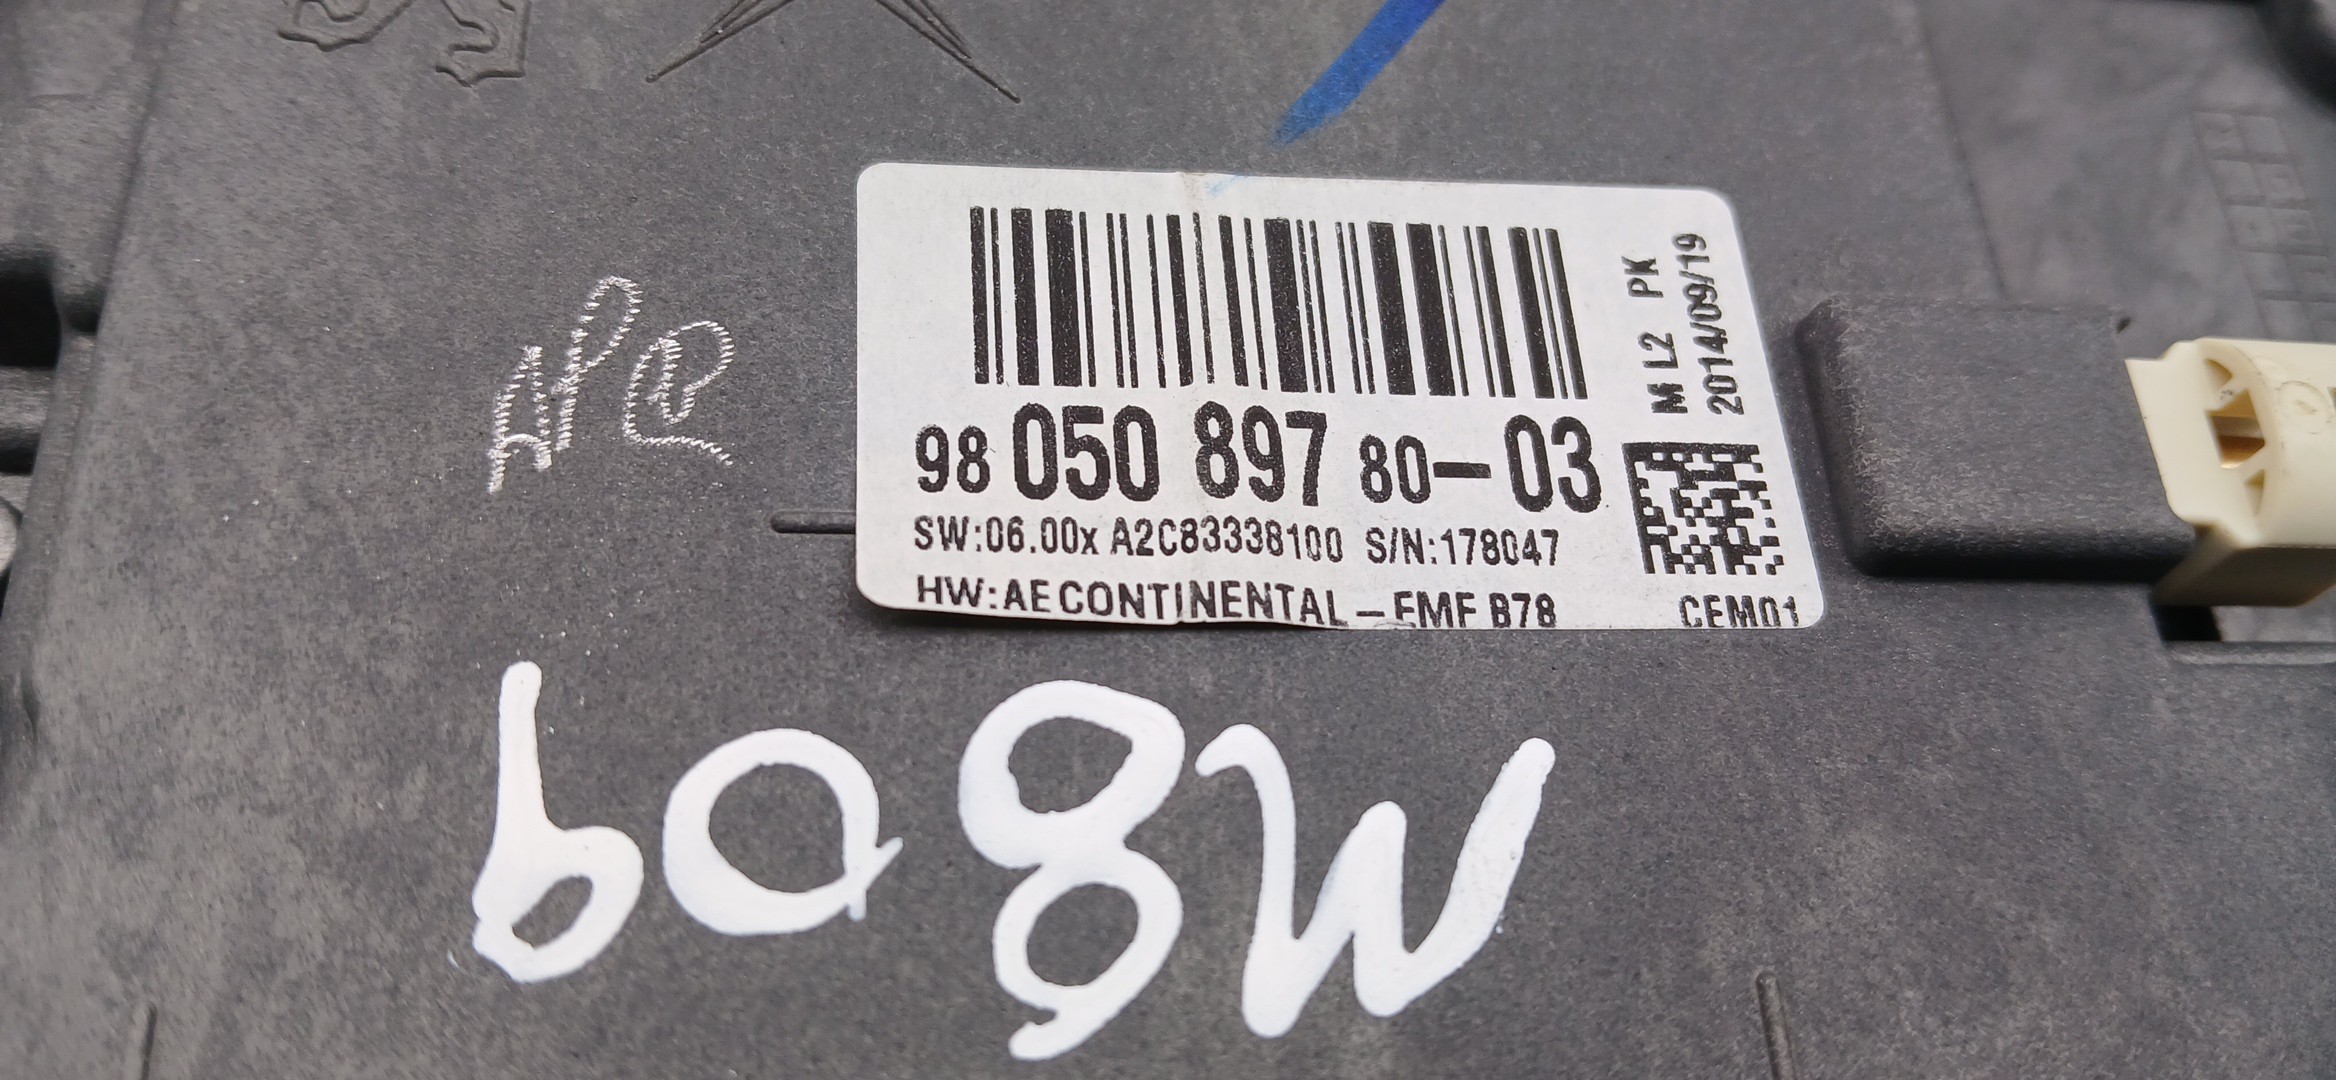 98 050 897 80-03
SW:06.00x A2C83338100 S/N:178047
HW:AE CONTINENTAL-EMF B78
M L2 PK
2014/09/19
CEM01